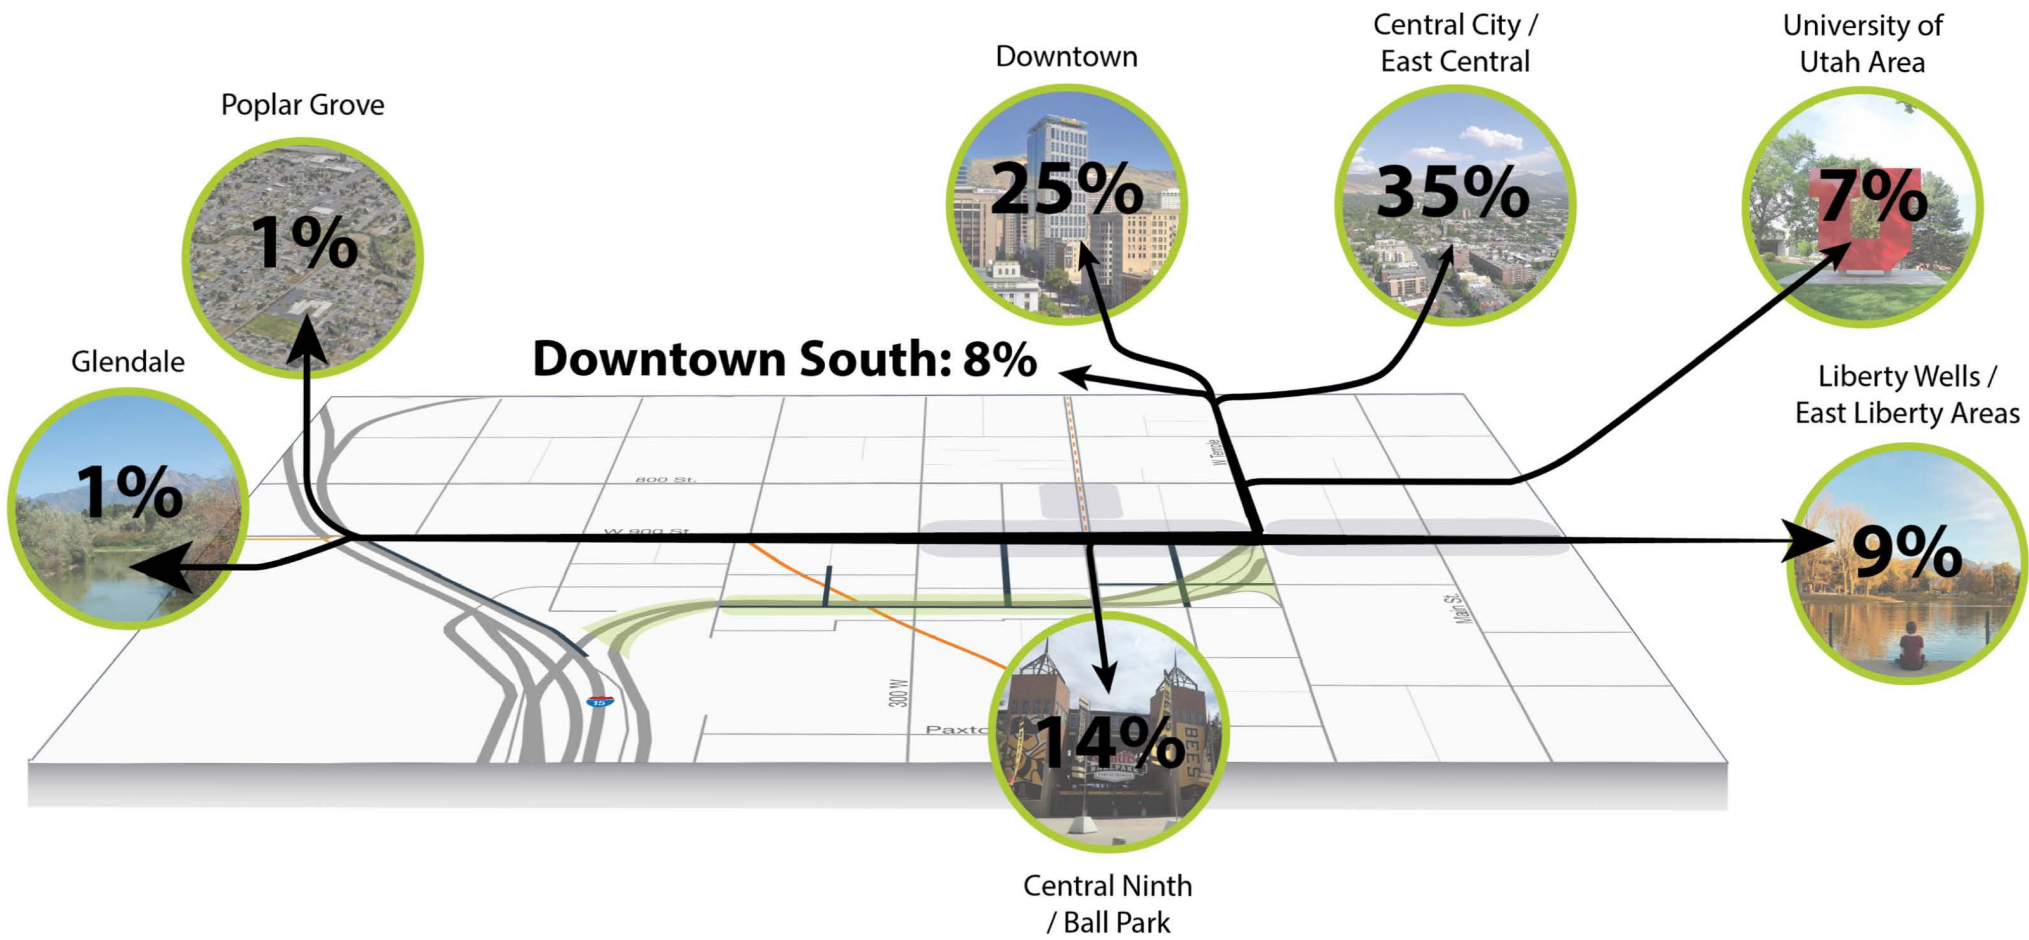 Central City /
East Central
University of
Utah Area
Downtown
Poplar Grove
25%
35%
7%
1%
Downtown South: 8%
Glendale
Liberty Wells /
East Liberty Areas
1%
9%
W Temple
800 St.
W 900 St.
Main St.
300 W
15
14%
BEES
Central Ninth
/ Ball Park